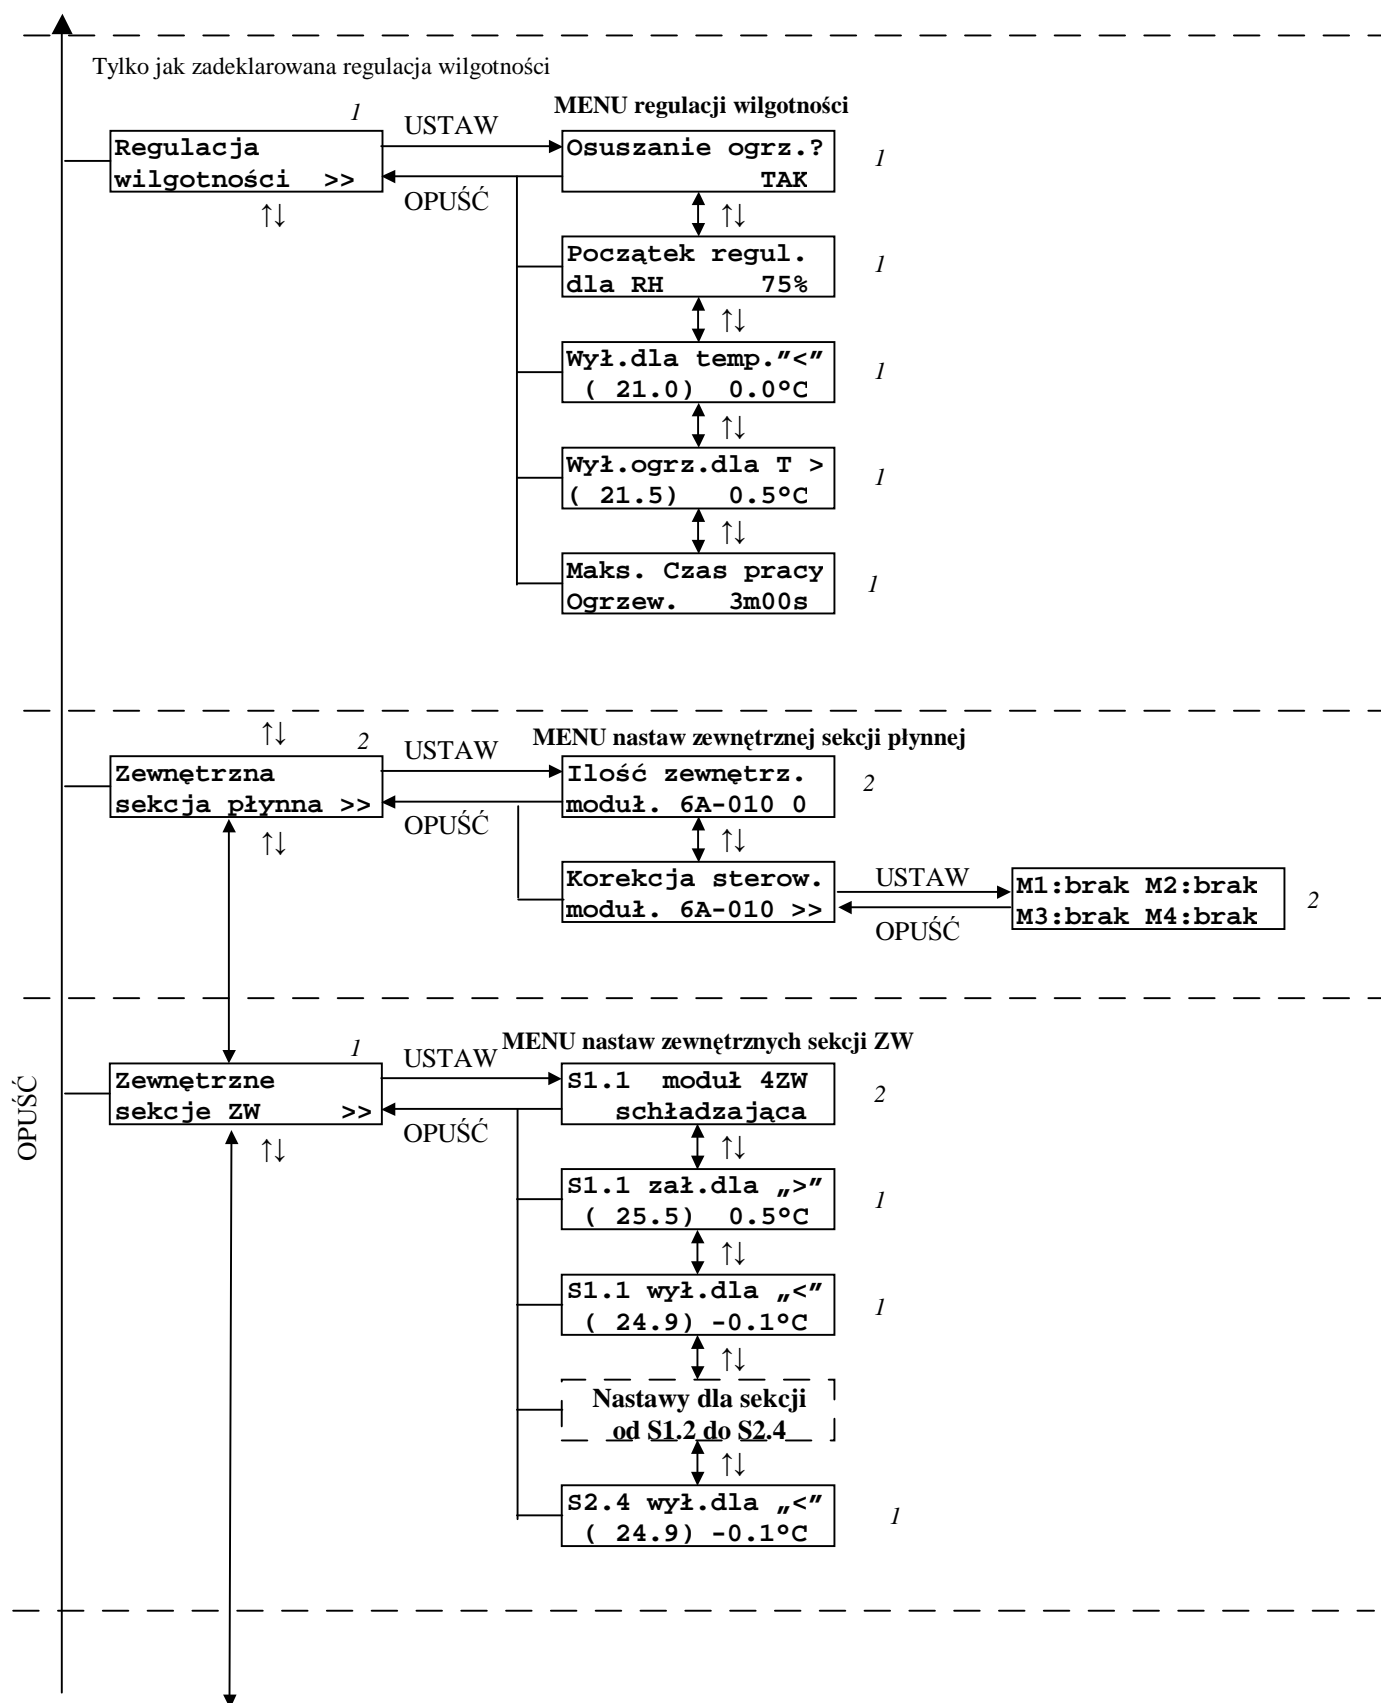 Tylko jak zadeklarowana regulacja wilgotności
MENU regulacji wilgotności
1
USTAW
Regulacja
wilgotności >>
OPUŚĆ
↑↓
Osuszanie ogrz.?
TAK
1
↑↓
Początek regul.
dla RH 75%
1
↑↓
Wył.dla temp."<"
( 21.0) 0.0°C
1
↑↓
Wył.ogrz.dla T >
( 21.5) 0.5°C
1
↑↓
Maks. Czas pracy
Ogrzew. 3m00s
1
↑↓
2
USTAW
MENU nastaw zewnętrznej sekcji płynnej
Zewnętrzna
sekcja płynna >>
OPUŚĆ
↑↓
Ilość zewnętrz.
moduł. 6A-010 0
2
↑↓
Korekcja sterow.
moduł. 6A-010 >>
USTAW
OPUŚĆ
M1:brak M2:brak
M3:brak M4:brak
2
1
USTAW
MENU nastaw zewnętrznych sekcji ZW
Zewnętrzne
sekcje ZW >>
OPUŚĆ
↑↓
OPUŚĆ
S1.1 moduł 4ZW
schładzająca
2
↑↓
S1.1 zał.dla „>"
( 25.5) 0.5°C
1
↑↓
S1.1 wył.dla „<"
( 24.9) -0.1°C
1
↑↓
Nastawy dla sekcji
od S1.2 do S2.4
↑↓
S2.4 wył.dla „<"
( 24.9) -0.1°C
1